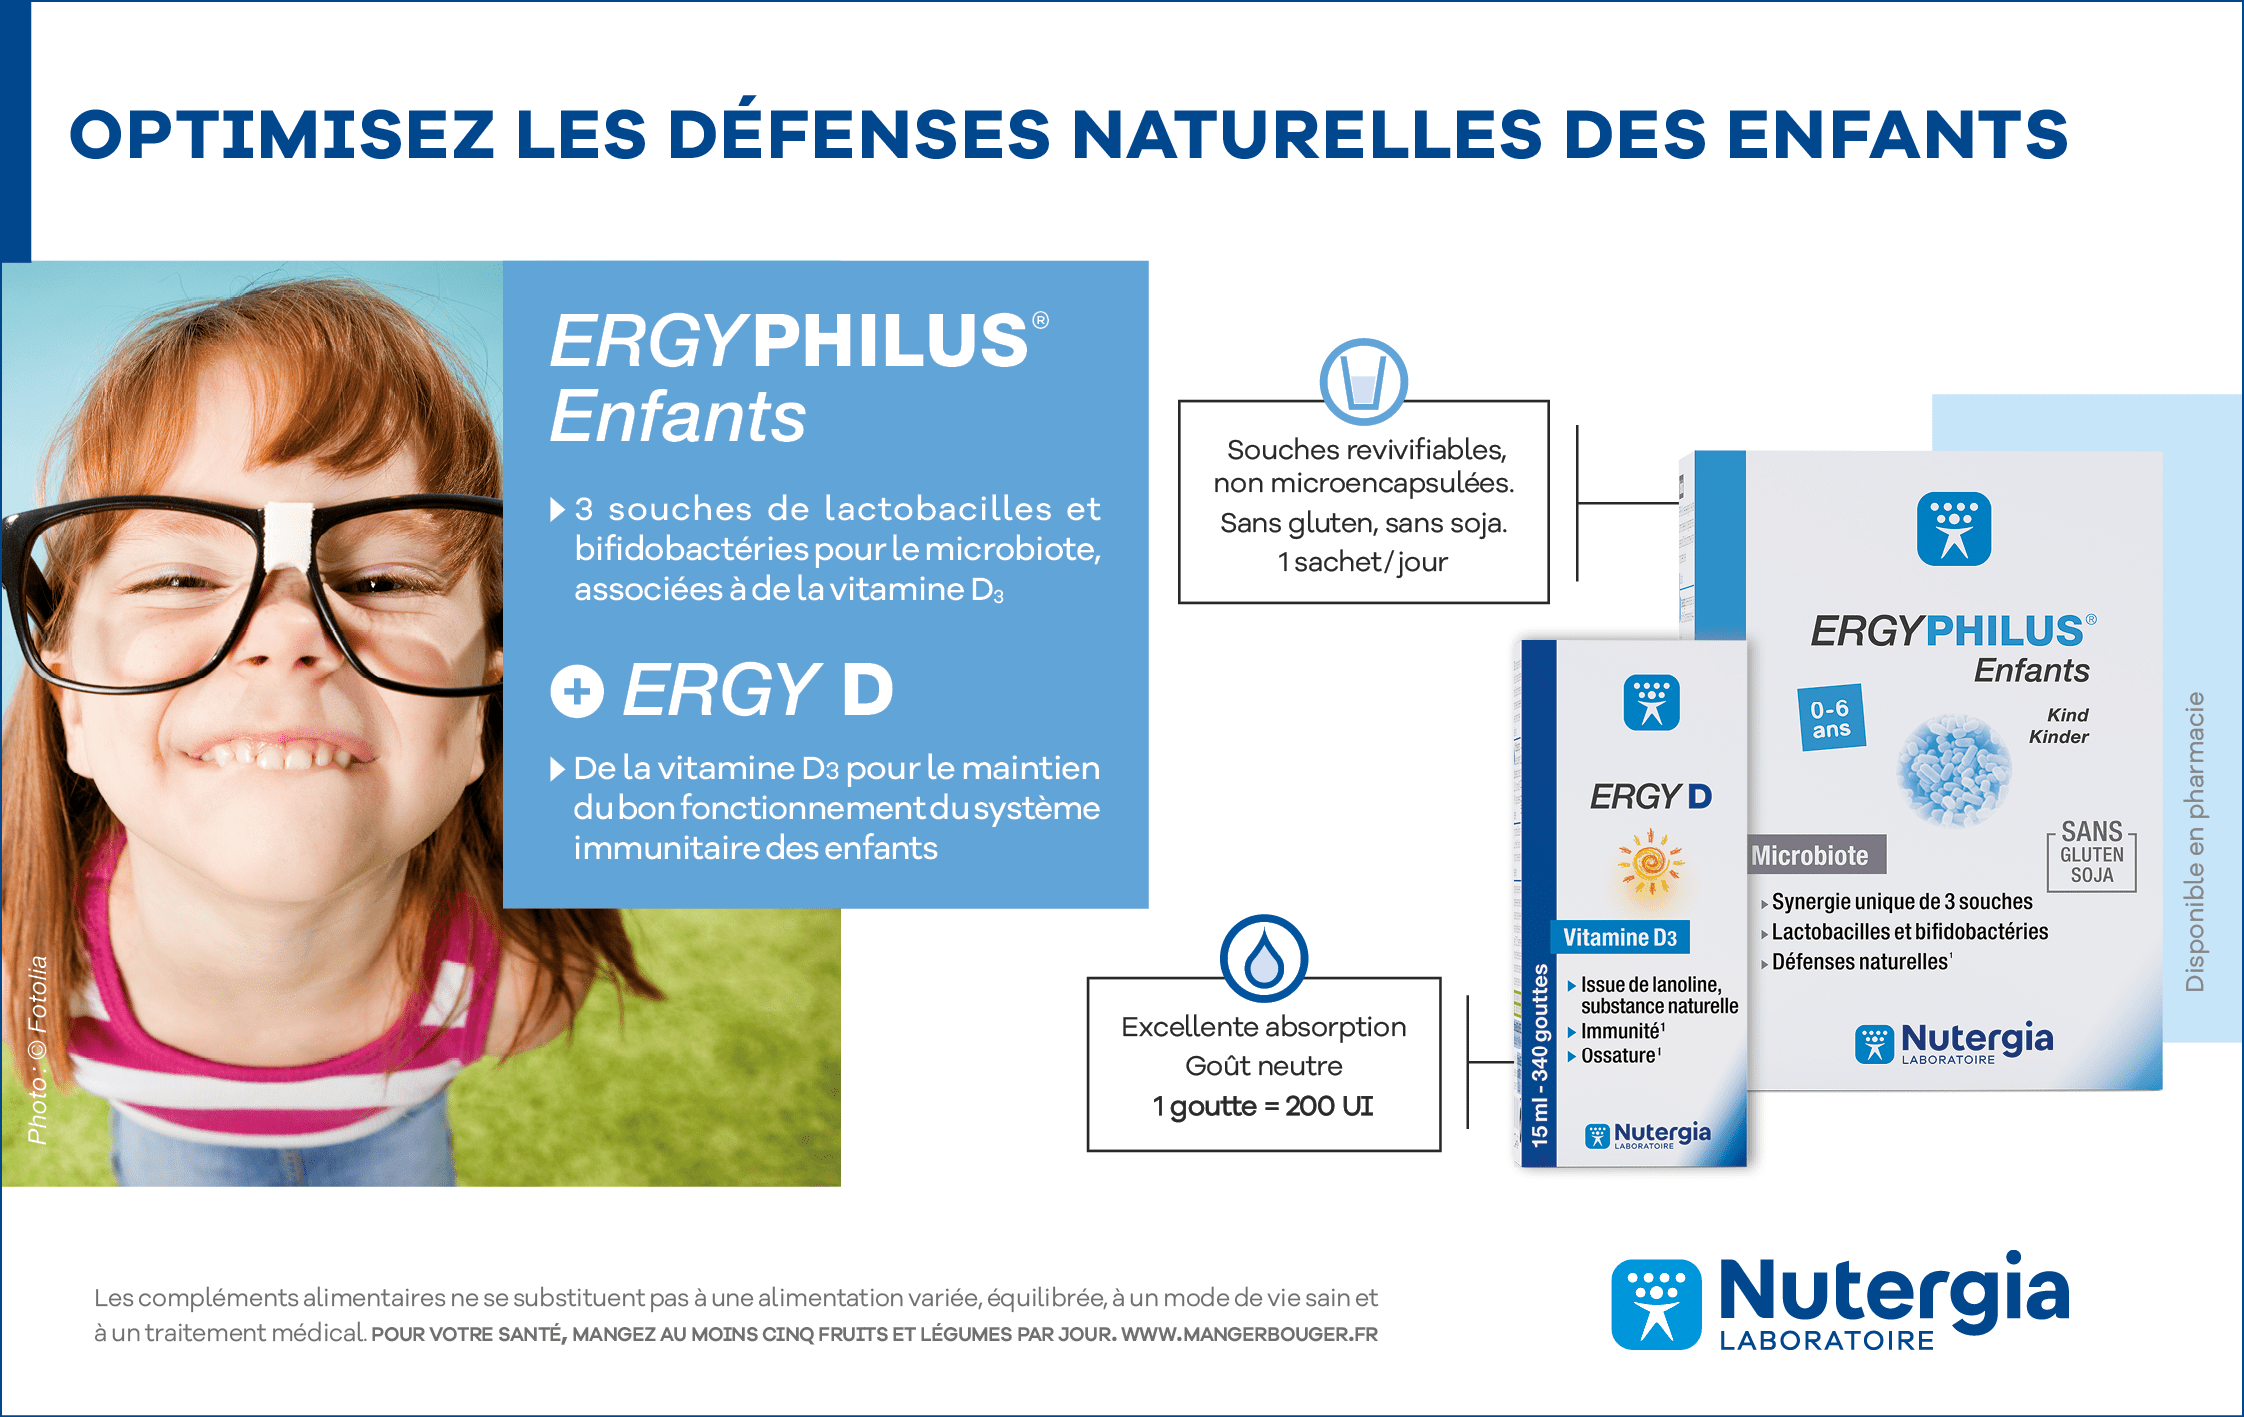 OPTIMISEZ LES DÉFENSES NATURELLES DES ENFANTS
ERGYPHILUS®
Enfants
3 souches de lactobacilles et
bifidobactéries pour le microbiote,
associées à de la vitamine D3
+ ERGY D
De la vitamine D3 pour le maintien
du bon fonctionnement du système
immunitaire des enfants
Photo : © Fotolia
Souches revivifiables,
non microencapsulées.
Sans gluten, sans soja.
1 sachet/jour
Excellente absorption
Goût neutre
1 goutte = 200 UI
ERGYPHILUS®
Enfants
0-6
ans
Kind
Kinder
Microbiote
SANS
GLUTEN
SOJA
Synergie unique de 3 souches
Lactobacilles et bifidobactéries
Défenses naturelles¹
Nutergia
LABORATOIRE
ERGY D
Vitamine D3
Issue de lanoline,
substance naturelle
Immunité¹
Ossature¹
15 ml - 340 gouttes
Nutergia
LABORATOIRE
Disponible en pharmacie
Les compléments alimentaires ne se substituent pas à une alimentation variée, équilibrée, à un mode de vie sain et
à un traitement médical. POUR VOTRE SANTÉ, MANGEZ AU MOINS CINQ FRUITS ET LÉGUMES PAR JOUR. WWW.MANGERBOUGER.FR
Nutergia
LABORATOIRE